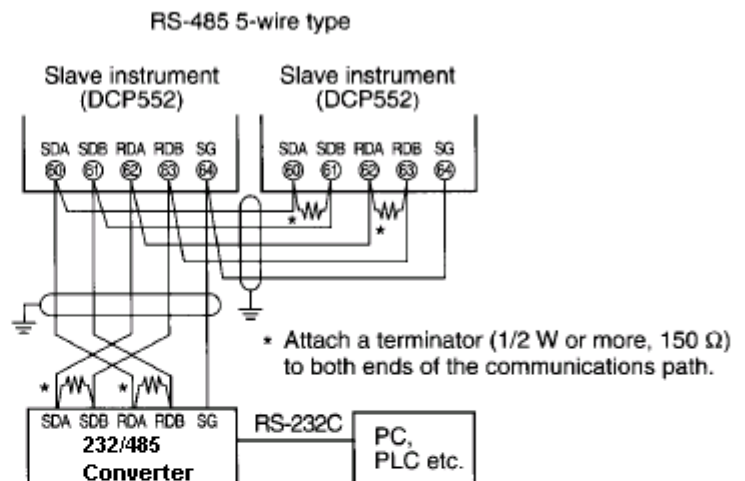 RS-485 5-wire type
Slave instrument
(DCP552)
Slave instrument
(DCP552)
SDA SDB RDA RDB SG
60 61 62 63 64
SDA SDB RDA RDB SG
60 61 62 63 64
*
*
* Attach a terminator (1/2 W or more, 150 Ω)
to both ends of the communications path.
* *
SDA SDB RDA RDB SG
232/485
Converter
RS-232C
PC,
PLC etc.